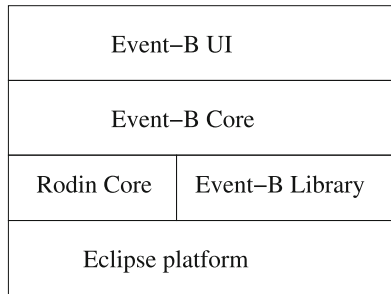 Event−B UI
Event−B Core
Rodin Core Event−B Library
Eclipse platform